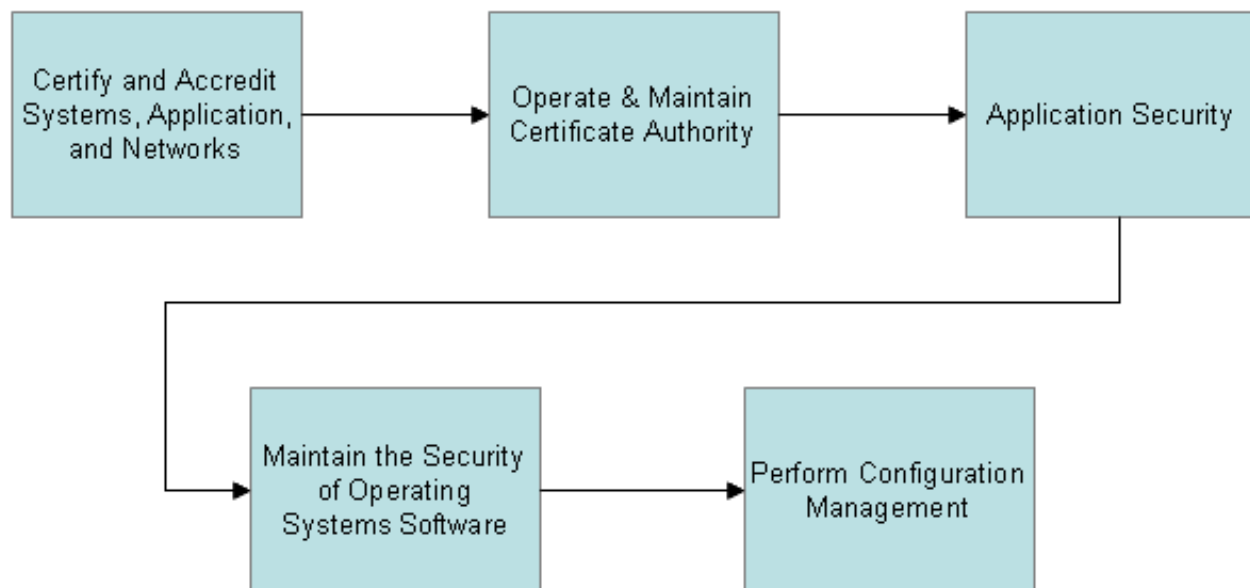 Certify and Accredit
Systems, Application,
and Networks
Operate & Maintain
Certificate Authority
Application Security
Maintain the Security
of Operating
Systems Software
Perform Configuration
Management